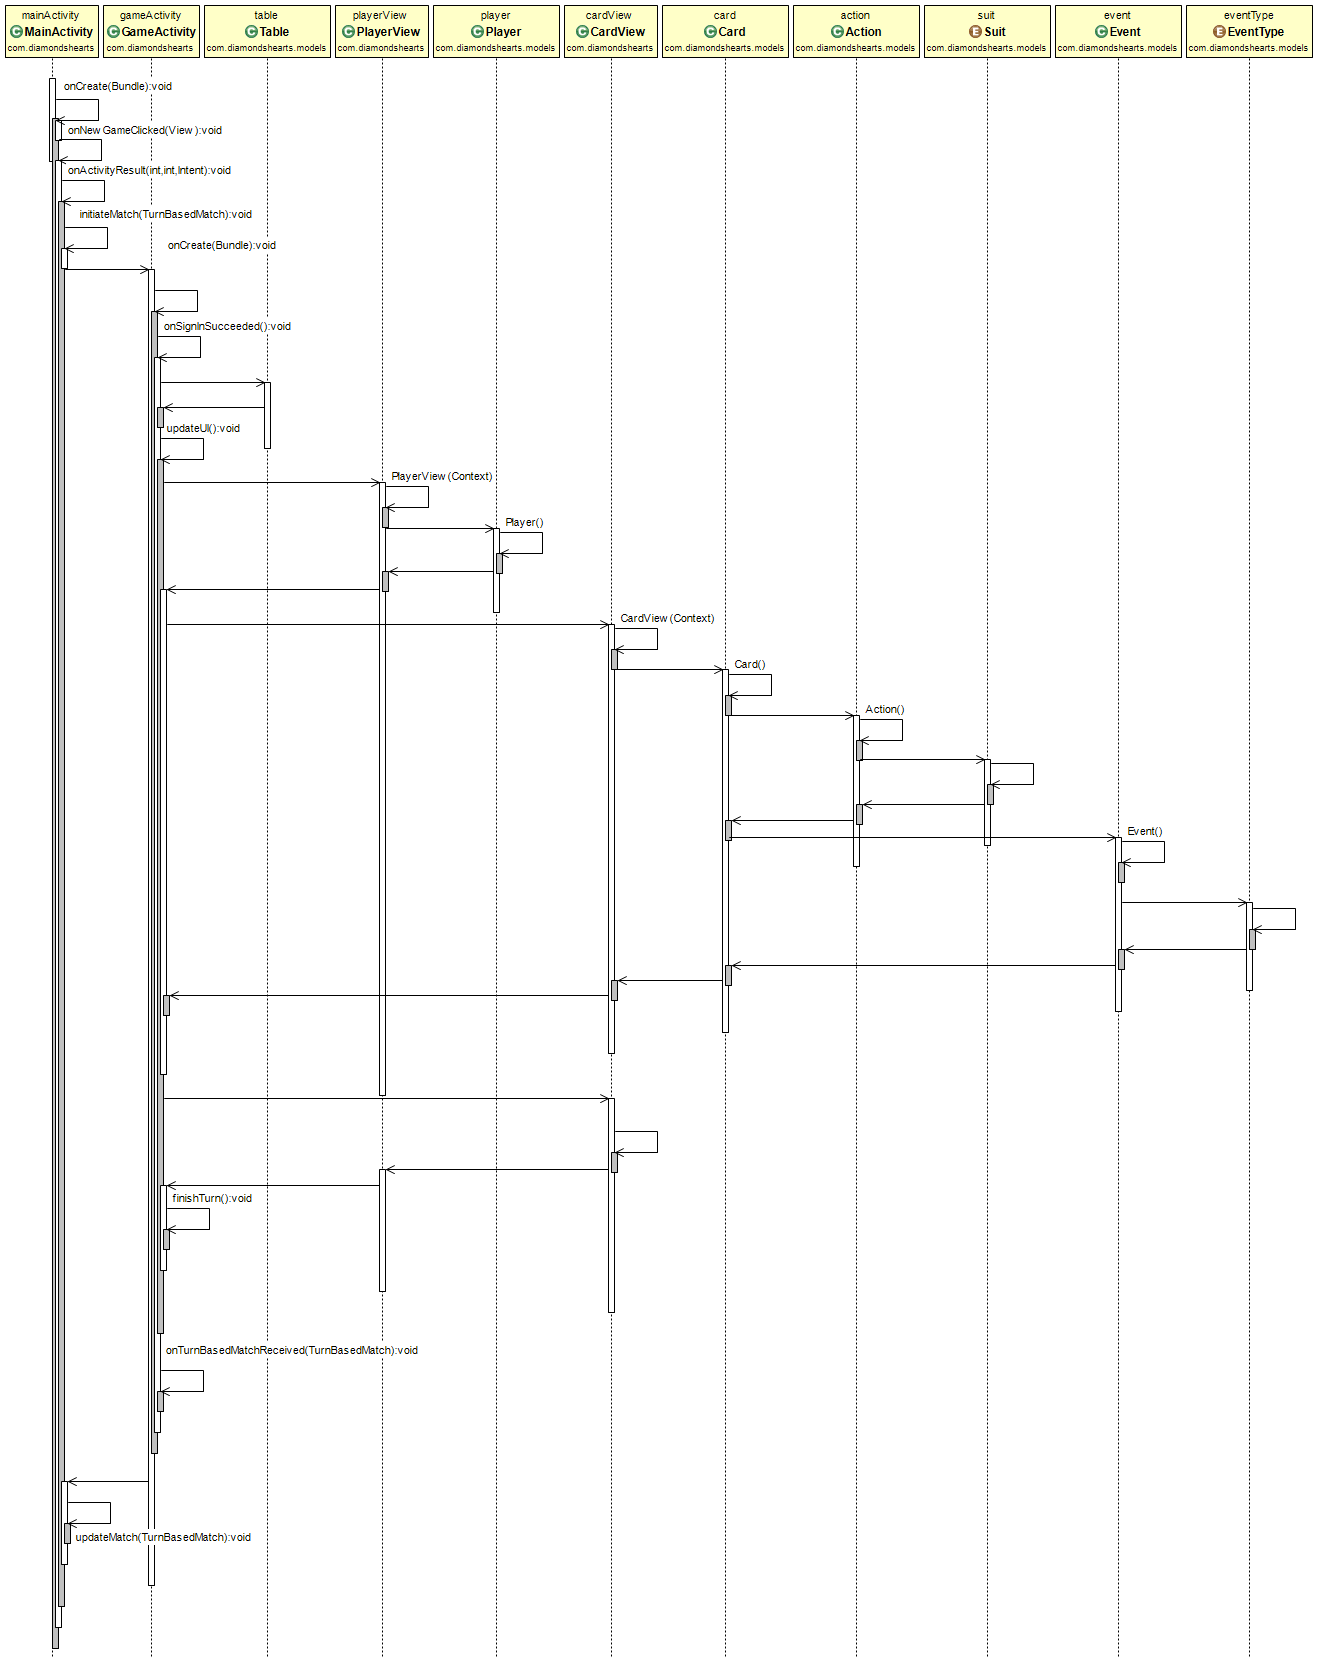 mainActivity
C MainActivity
com.diamondshearts
gameActivity
C GameActivity
com.diamondshearts
table
C Table
com.diamondshearts.models
playerView
C PlayerView
com.diamondshearts
player
C Player
com.diamondshearts.models
cardView
C CardView
com.diamondshearts
card
C Card
com.diamondshearts.models
action
C Action
com.diamondshearts.models
suit
E Suit
com.diamondshearts.models
event
C Event
com.diamondshearts.models
eventType
E EventType
com.diamondshearts.models
onCreate(Bundle):void
onNewGameClicked(View):void
onActivityResult(int,int,Intent):void
initiateMatch(TurnBasedMatch):void
onCreate(Bundle):void
onSignInSucceeded():void
updateUI():void
PlayerView(Context)
Player()
CardView(Context)
Card()
Action()
Event()
finishTurn():void
onTurnBasedMatchReceived(TurnBasedMatch):void
updateMatch(TurnBasedMatch):void